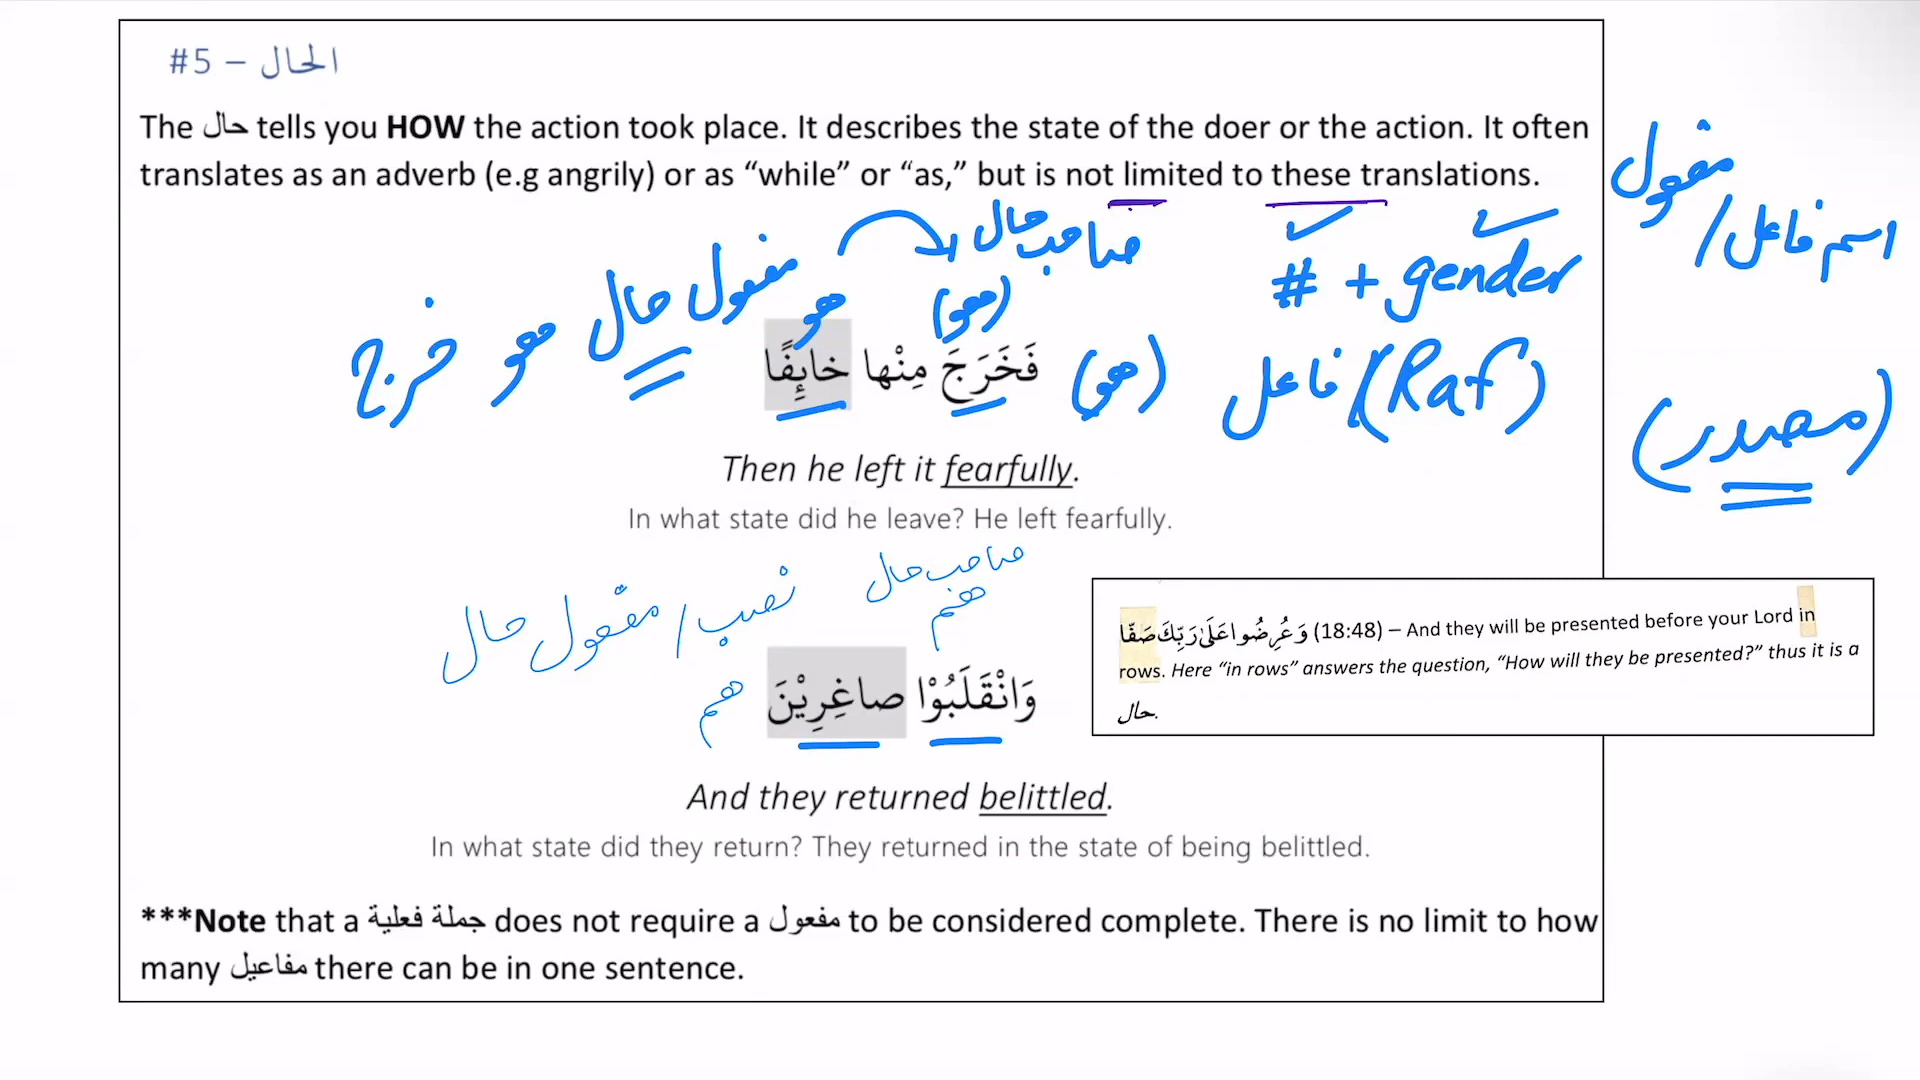 #5 – الحال
The حال tells you HOW the action took place. It describes the state of the doer or the action. It often
translates as an adverb (e.g angrily) or as “while” or “as,” but is not limited to these translations.
مفعول
اسم فاعل /
صاحب حال
# + gender
مفعول حال
(هو)
هو
خرج هو
فَخَرَجَ مِنْها خائِفًا
(هو)
فاعل (Raf)
(مصدر)
Then he left it fearfully.
In what state did he leave? He left fearfully.
صاحب حال
هم
نصب / مفعول حال
وَانْقَلَبُوْا صاغِرِيْنَ
هم
And they returned belittled.
In what state did they return? They returned in the state of being belittled.
وَعُرِضُوا عَلَىٰ رَبِّكَ صَفًّا (18:48) – And they will be presented before your Lord in
rows. Here “in rows” answers the question, “How will they be presented?” thus it is a
حال.
***Note that a جملة فعلية does not require a مفعول to be considered complete. There is no limit to how
many مفاعيل there can be in one sentence.